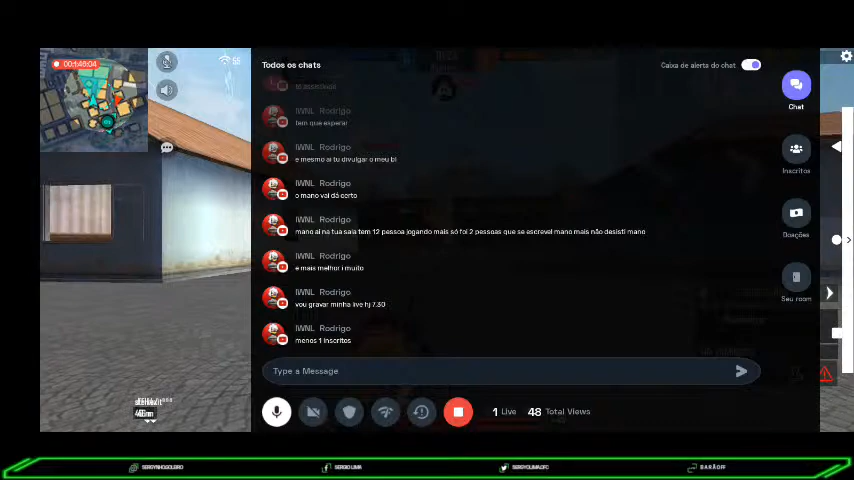 00:46:04
55
Todos os chats
Caixa de alerta do chat
IWNL Rodrigo
tem que esperar
IWNL Rodrigo
e mesmo ai tu divulgar o meu bl
IWNL Rodrigo
o mano vai dá certo
IWNL Rodrigo
mano ai na tua sala tem 12 pessoa jogando mais só foi 2 pessoas que se escrevel mano mais não desisti mano
IWNL Rodrigo
e mais melhor i muito
IWNL Rodrigo
vou gravar minha live hj 7.30
IWNL Rodrigo
menos 1 inscritos
Chat
Inscritos
Doações
Seu room
Type a Message
1 Live 48 Total Views
SERGIO LIMA